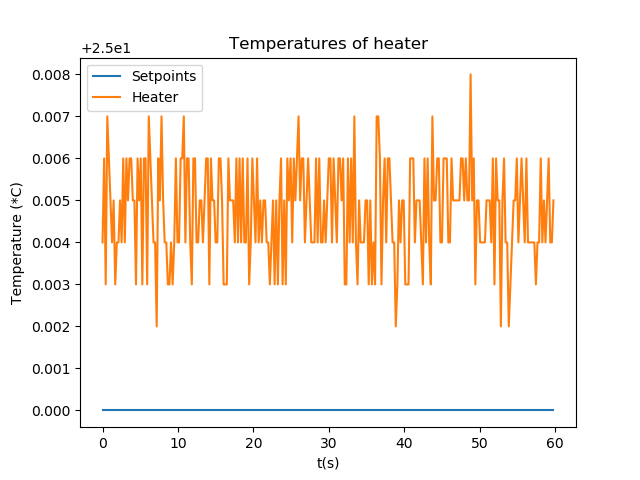 Temperatures of heater
+2.5e1
Setpoints
Heater
0.008
0.007
0.006
0.005
0.004
0.003
0.002
0.001
0.000
Temperature (*C)
0 10 20 30 40 50 60
t(s)